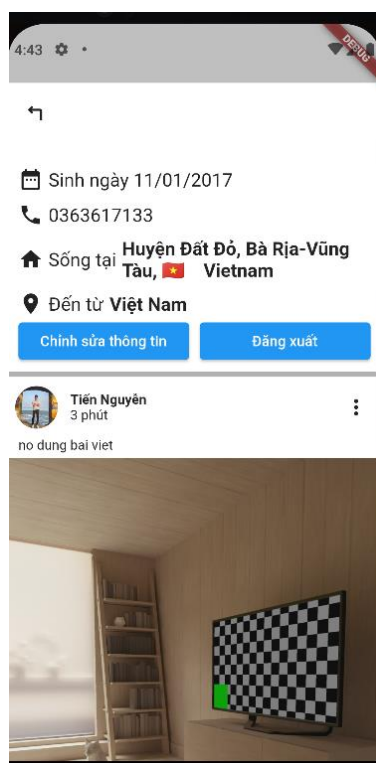 4:43
DEBUG
Sinh ngày 11/01/2017
0363617133
Sống tại Huyện Đất Đỏ, Bà Rịa-Vũng
Tàu, 🇻🇳 Vietnam
Đến từ Việt Nam
Chỉnh sửa thông tin
Đăng xuất
Tiến Nguyên
3 phút
no dung bai viet